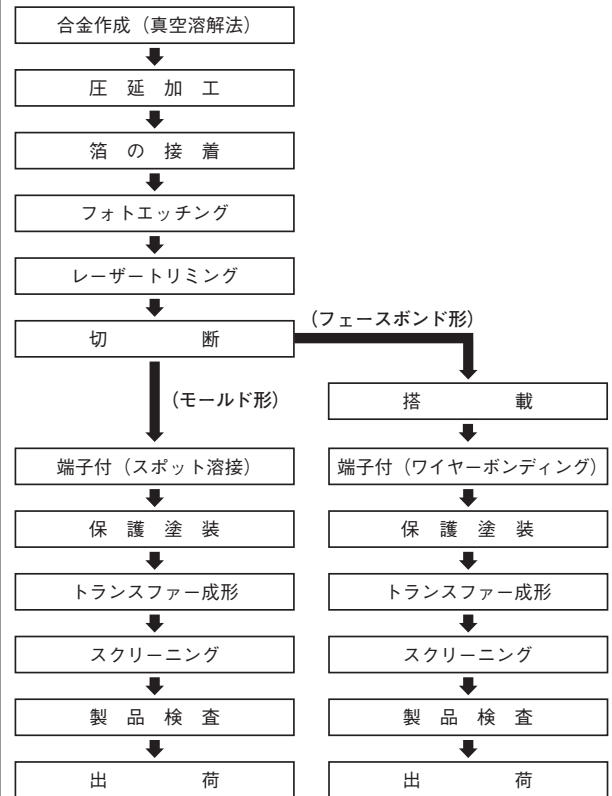 合金作成（真空溶解法）
圧延加工
箔の接着
フォトエッチング
レーザートリミング
切断
（フェースボンド形）
（モールド形）
搭載
端子付（スポット溶接）
端子付（ワイヤーボンディング）
保護塗装
保護塗装
トランスファー成形
トランスファー成形
スクリーニング
スクリーニング
製品検査
製品検査
出荷
出荷